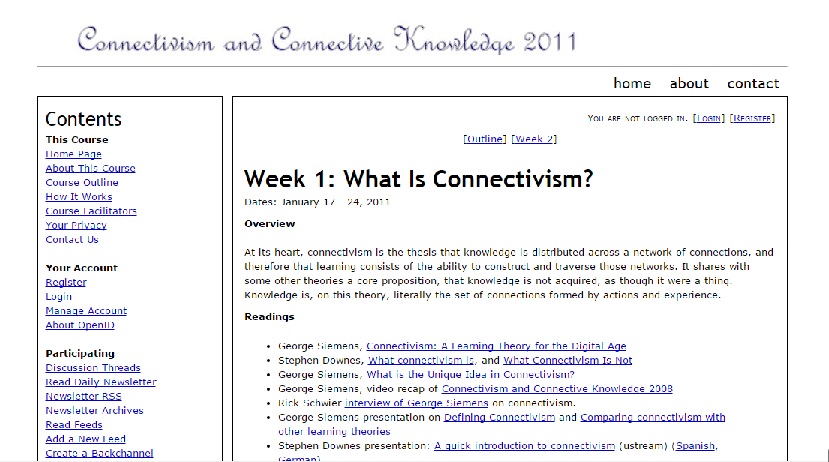 Connectivism and Connective Knowledge 2011
home about contact
Contents
This Course
Home Page
About This Course
Course Outline
How It Works
Course Facilitators
Your Privacy
Contact Us
Your Account
Register
Login
Manage Account
About OpenID
Participating
Discussion Threads
Read Daily Newsletter
Newsletter RSS
Newsletter Archives
Read Feeds
Add a New Feed
Create a Backchannel
You are not logged in. [Login] [Register]
[Outline] [Week 2]
Week 1: What Is Connectivism?
Dates: January 17 - 24, 2011
Overview
At its heart, connectivism is the thesis that knowledge is distributed across a network of connections, and
therefore that learning consists of the ability to construct and traverse those networks. It shares with
some other theories a core proposition, that knowledge is not acquired, as though it were a thing.
Knowledge is, on this theory, literally the set of connections formed by actions and experience.
Readings
• George Siemens, Connectivism: A Learning Theory for the Digital Age
• Stephen Downes, What connectivism is, and What Connectivism Is Not
• George Siemens, What is the Unique Idea in Connectivism?
• George Siemens, video recap of Connectivism and Connective Knowledge 2008
• Rick Schwier interview of George Siemens on connectivism.
• George Siemens presentation on Defining Connectivism and Comparing connectivism with
other learning theories
• Stephen Downes presentation: A quick introduction to connectivism (ustream) (Spanish,
German)